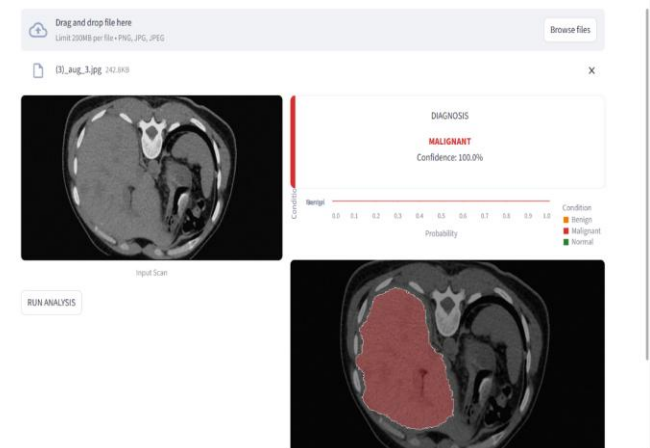 Drag and drop file here
Limit 200MB per file • PNG, JPG, JPEG
Browse files
(3)_aug_3.jpg 242.8KB
X
DIAGNOSIS
MALIGNANT
Confidence: 100.0%
0.0 0.1 0.2 0.3 0.4 0.5 0.6 0.7 0.8 0.9 1.0
Probability
Condition
Benign
Malignant
Normal
Input Scan
RUN ANALYSIS